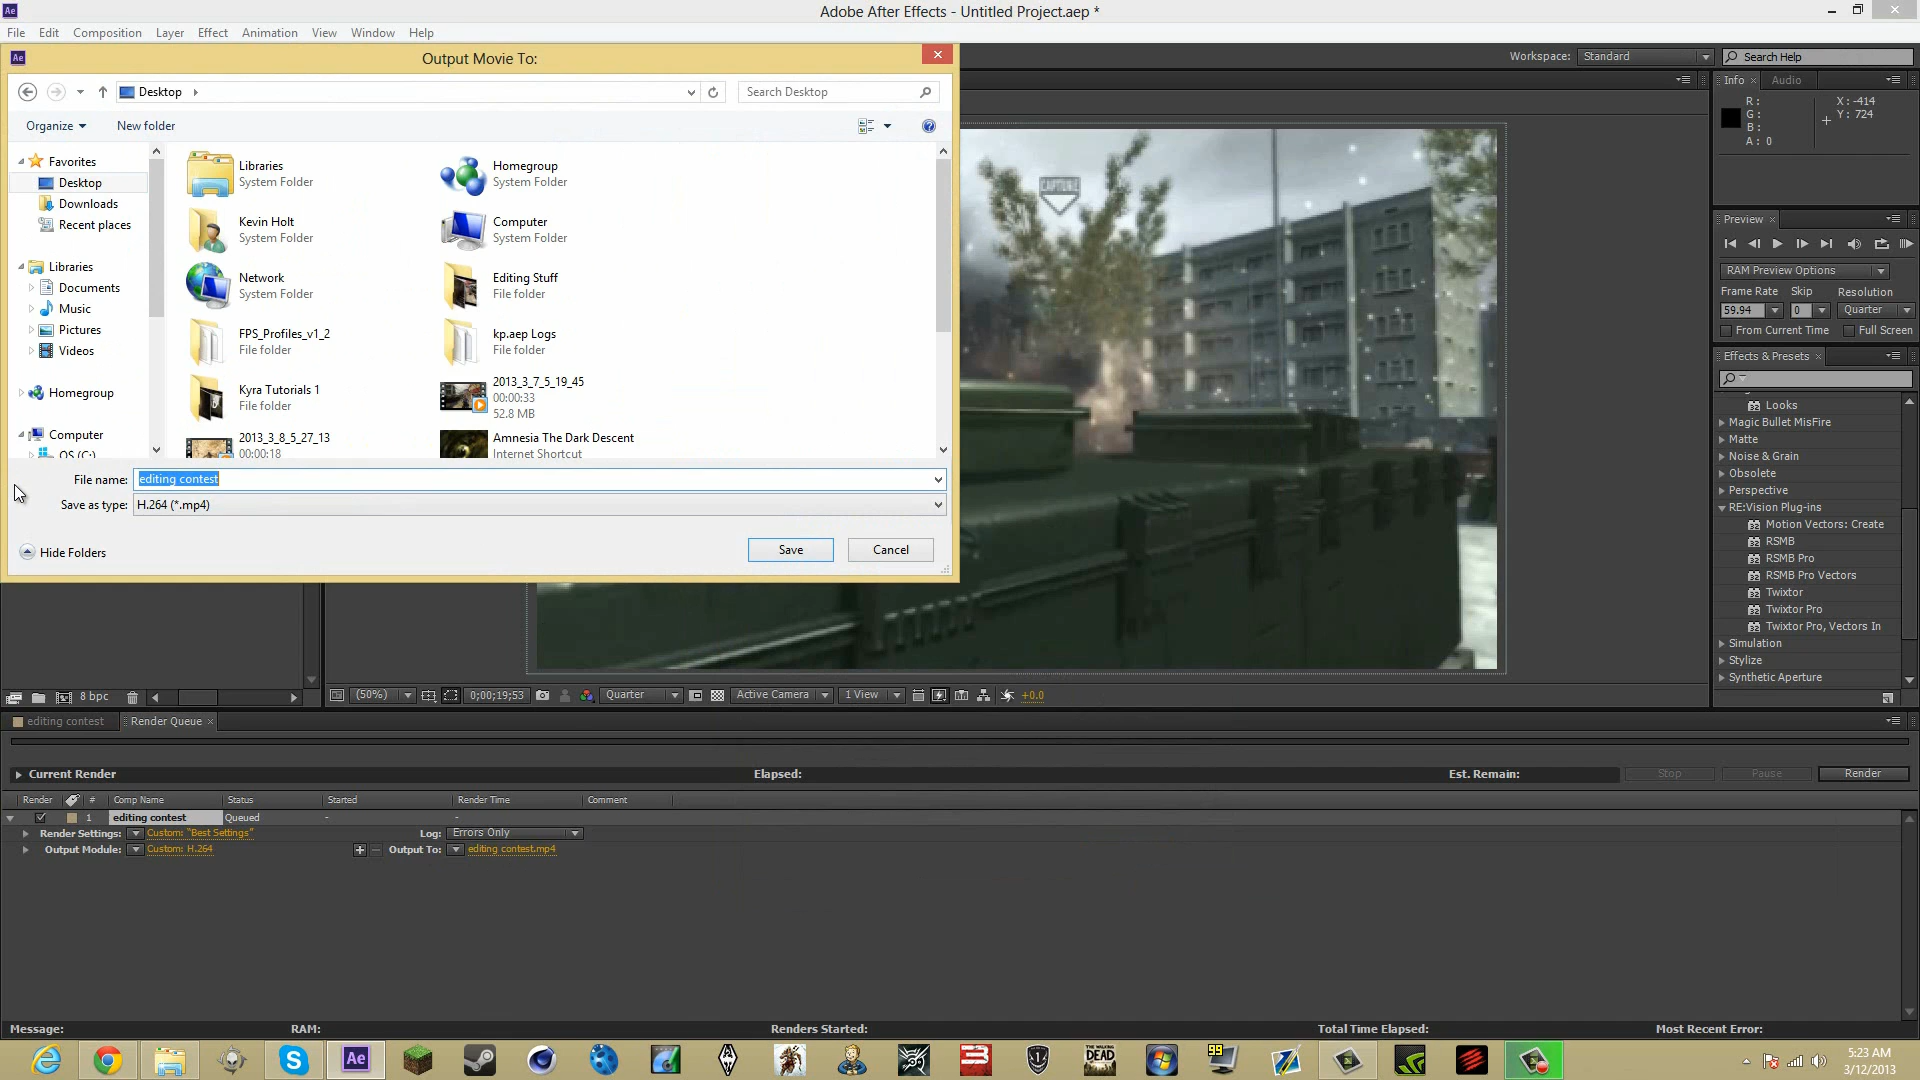 Adobe After Effects - Untitled Project.aep *
File Edit Composition Layer Effect Animation View Window Help
Output Movie To:
Workspace: Standard Search Help
Desktop
Search Desktop
Organize New folder
Favorites
Desktop
Downloads
Recent places
Libraries
Documents
Music
Pictures
Videos
Homegroup
Computer
OS (C:)
Libraries
System Folder
Homegroup
System Folder
Kevin Holt
System Folder
Computer
System Folder
Network
System Folder
Editing Stuff
File folder
FPS_Profiles_v1_2
File folder
kp.aep Logs
File folder
Kyra Tutorials 1
File folder
2013_3_7_5_19_45
00:00:33
52.8 MB
2013_3_8_5_27_13
00:00:18
Amnesia The Dark Descent
Internet Shortcut
File name: editing contest
Save as type: H.264 (*.mp4)
Hide Folders
Save Cancel
CAPTURE
Info Audio
R :
G :
B :
A : 0
X: -414
Y: 724
Preview
RAM Preview Options
Frame Rate Skip Resolution
59.94 0 Quarter
From Current Time Full Screen
Effects & Presets
Looks
Magic Bullet MisFire
Matte
Noise & Grain
Obsolete
Perspective
RE:Vision Plug-ins
Motion Vectors: Create
RSMB
RSMB Pro
RSMB Pro Vectors
Twixtor
Twixtor Pro
Twixtor Pro, Vectors In
Simulation
Stylize
Synthetic Aperture
8 bpc
(50%) 0;00;19;53 Quarter Active Camera 1 View +0.0
editing contest Render Queue
Current Render Elapsed: Est. Remain: Stop Pause Render
Render # Comp Name Status Started Render Time Comment
1 editing contest Queued - -
Render Settings: Custom: "Best Settings" Log: Errors Only
Output Module: Custom: H.264 Output To: editing contest.mp4
Message: RAM: Renders Started: Total Time Elapsed: Most Recent Error:
Ae
99
THE WALKING
DEAD
5:23 AM
3/12/2013